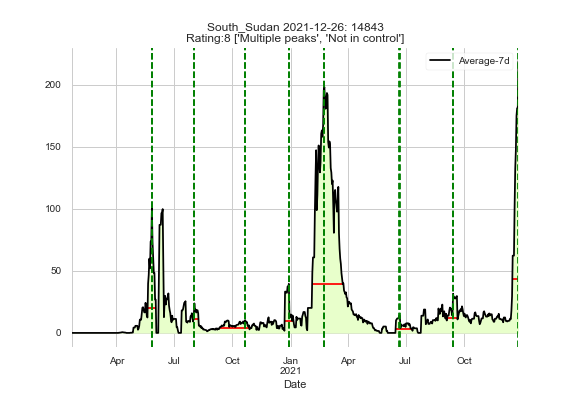 South_Sudan 2021-12-26: 14843
Rating:8 ['Multiple peaks', 'Not in control']
Average-7d
200
150
100
50
0
Apr Jul Oct Jan Apr Jul Oct
2021
Date